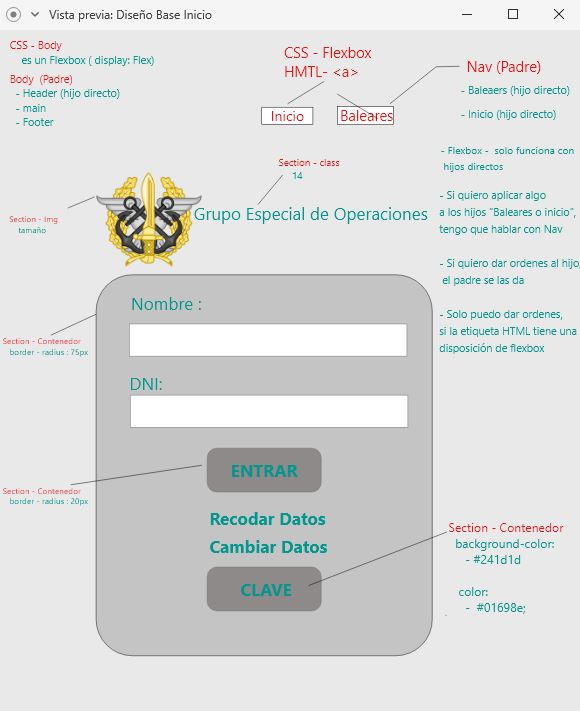 Vista previa: Diseño Base Inicio
CSS - Body
es un Flexbox ( display: Flex)
Body (Padre)
- Header (hijo directo)
- main
- Footer
CSS - Flexbox
HMTL- <a>
Inicio
Baleares
Nav (Padre)
- Baleaers (hijo directo)
- Inicio (hijo directo)
- Flexbox - solo funciona con
hijos directos
- Si quiero aplicar algo
a los hijos "Baleares o inicio",
tengo que hablar con Nav
- Si quiero dar ordenes al hijo,
el padre se las da
- Solo puedo dar ordenes,
si la etiqueta HTML tiene una
disposición de flexbox
Section - class
14
Section - Img
tamaño
Grupo Especial de Operaciones
Section - Contenedor
border - radius : 75px
Nombre :
DNI:
ENTRAR
Section - Contenedor
border - radius : 20px
Recodar Datos
Cambiar Datos
CLAVE
Section - Contenedor
background-color:
- #241d1d
color:
- #01698e;